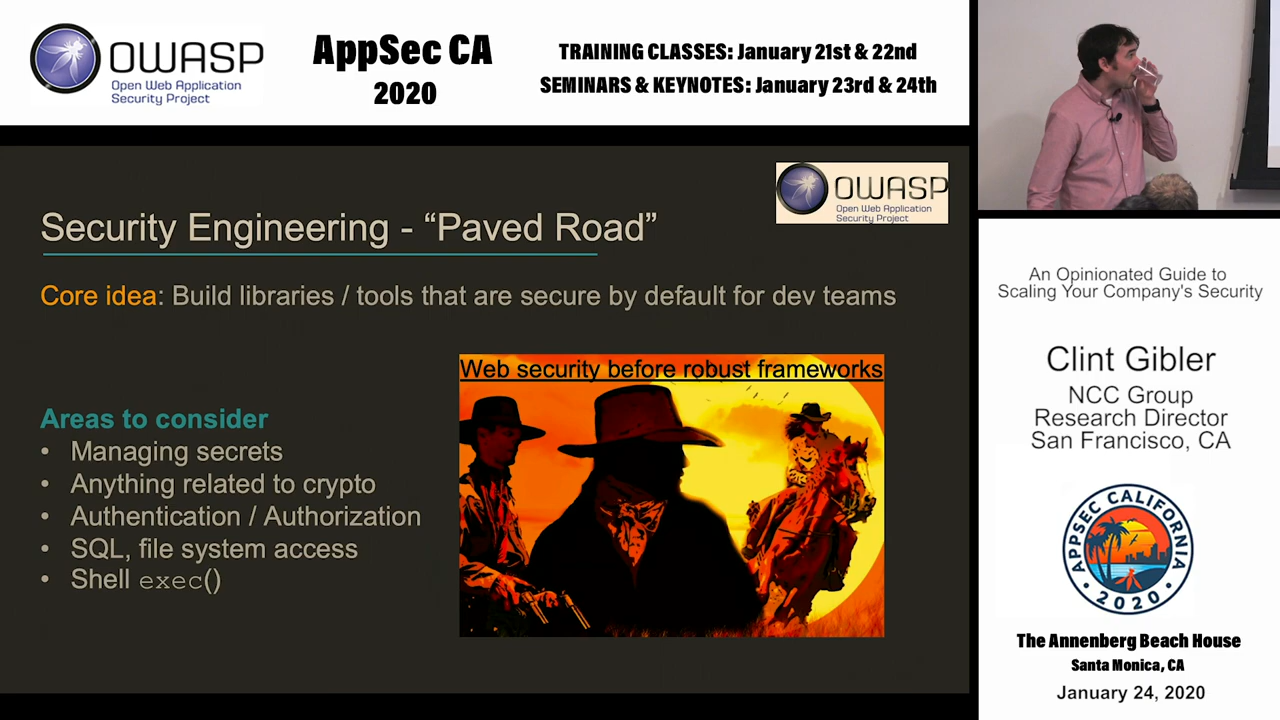 OWASP
Open Web Application
Security Project
AppSec CA
2020
TRAINING CLASSES: January 21st & 22nd
SEMINARS & KEYNOTES: January 23rd & 24th
OWASP
Open Web Application
Security Project
Security Engineering - “Paved Road”
Core idea: Build libraries / tools that are secure by default for dev teams
Web security before robust frameworks
Areas to consider
• Managing secrets
• Anything related to crypto
• Authentication / Authorization
• SQL, file system access
• Shell exec()
An Opinionated Guide to
Scaling Your Company's Security
Clint Gibler
NCC Group
Research Director
San Francisco, CA
APPSEC CALIFORNIA
• 2020 •
The Annenberg Beach House
Santa Monica, CA
January 24, 2020